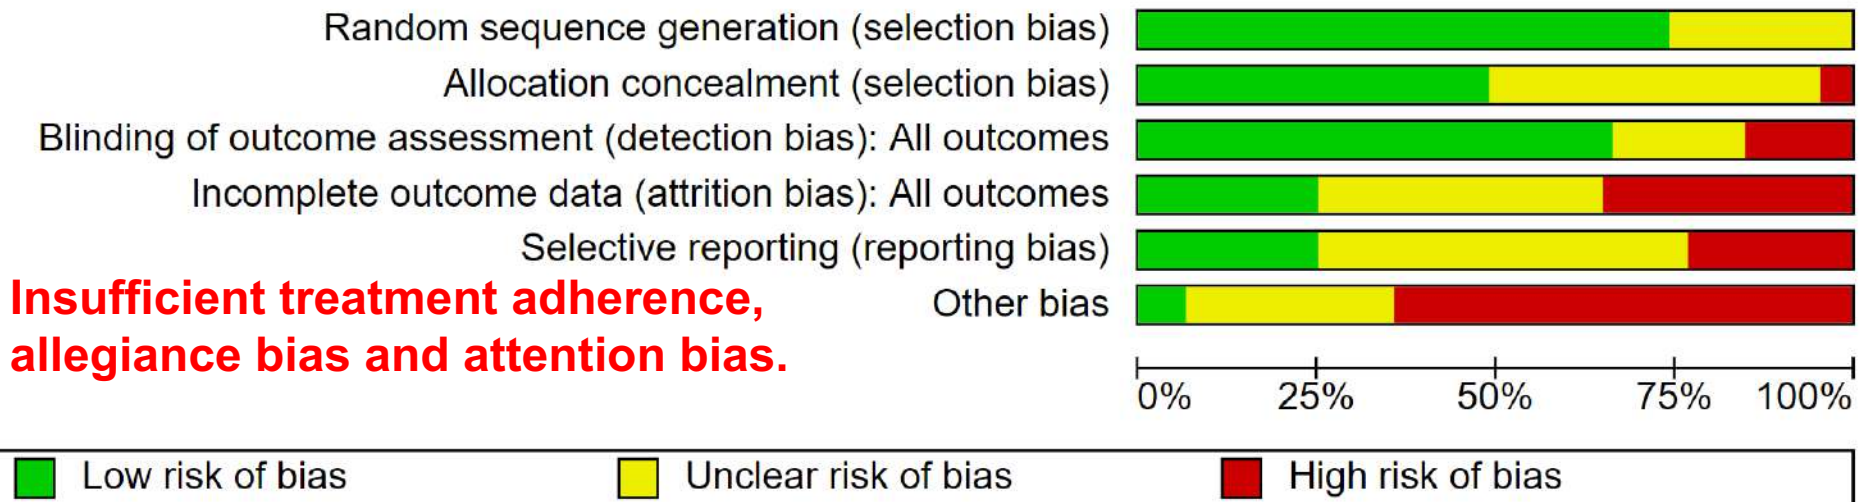 Random sequence generation (selection bias)
Allocation concealment (selection bias)
Blinding of outcome assessment (detection bias): All outcomes
Incomplete outcome data (attrition bias): All outcomes
Selective reporting (reporting bias)
Other bias
Insufficient treatment adherence,
allegiance bias and attention bias.
0% 25% 50% 75% 100%
Low risk of bias Unclear risk of bias High risk of bias